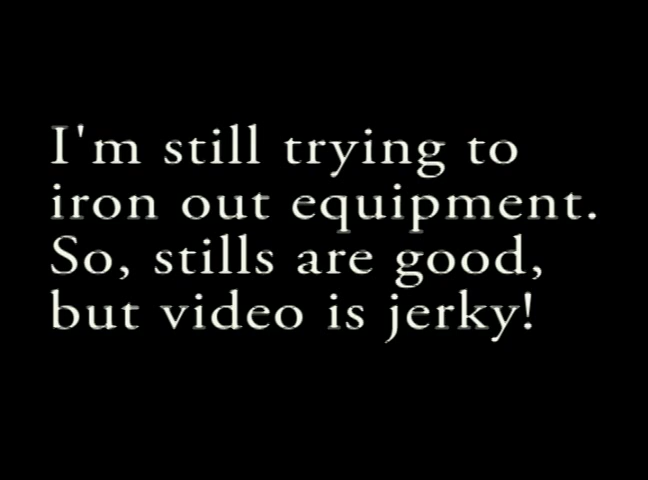 I'm still trying to
iron out equipment.
So, stills are good,
but video is jerky!